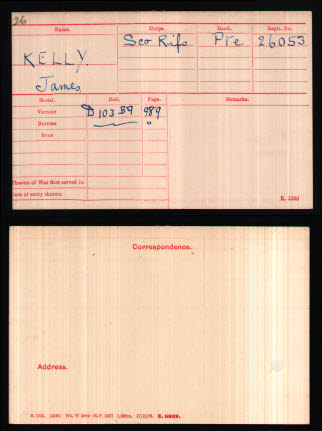 26
Name. Corps. Rank. Regtl. No.
KELLY. Sco Rifs Pte 26053
James.
Medal. Roll. Page. Remarks.
Victory D 103 B9 989
British "
Star
Theatre of War first served in
Date of entry therein K. 1380
Correspondence.
Address.